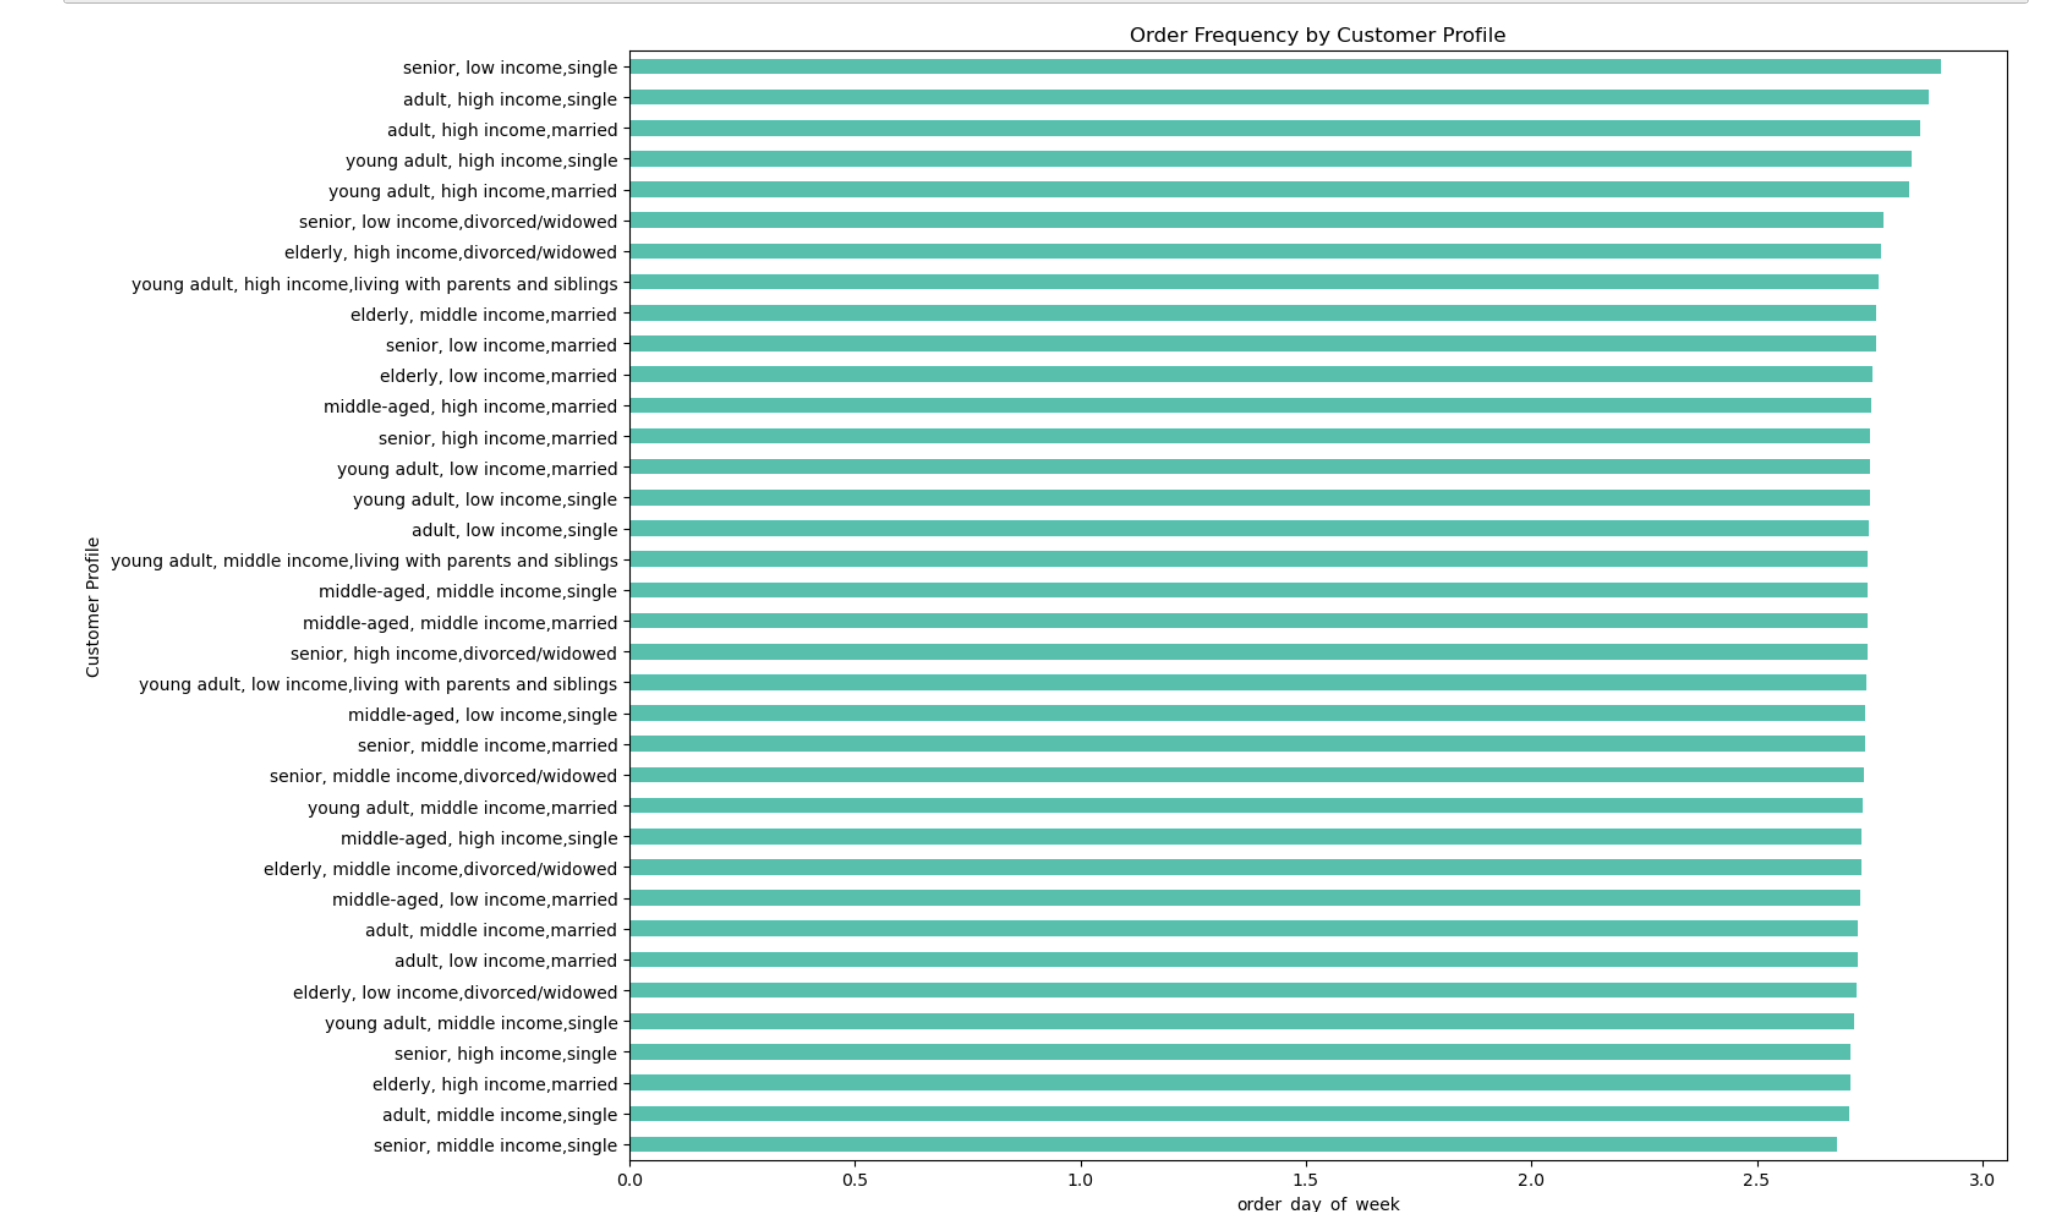 Order Frequency by Customer Profile
senior, low income,single
adult, high income,single
adult, high income,married
young adult, high income,single
young adult, high income,married
senior, low income,divorced/widowed
elderly, high income,divorced/widowed
young adult, high income,living with parents and siblings
elderly, middle income,married
senior, low income,married
elderly, low income,married
middle-aged, high income,married
senior, high income,married
young adult, low income,married
young adult, low income,single
adult, low income,single
young adult, middle income,living with parents and siblings
middle-aged, middle income,single
middle-aged, middle income,married
senior, high income,divorced/widowed
young adult, low income,living with parents and siblings
middle-aged, low income,single
senior, middle income,married
senior, middle income,divorced/widowed
young adult, middle income,married
middle-aged, high income,single
elderly, middle income,divorced/widowed
middle-aged, low income,married
adult, middle income,married
adult, low income,married
elderly, low income,divorced/widowed
young adult, middle income,single
senior, high income,single
elderly, high income,married
adult, middle income,single
senior, middle income,single
Customer Profile
0.0 0.5 1.0 1.5 2.0 2.5 3.0
order_day_of_week